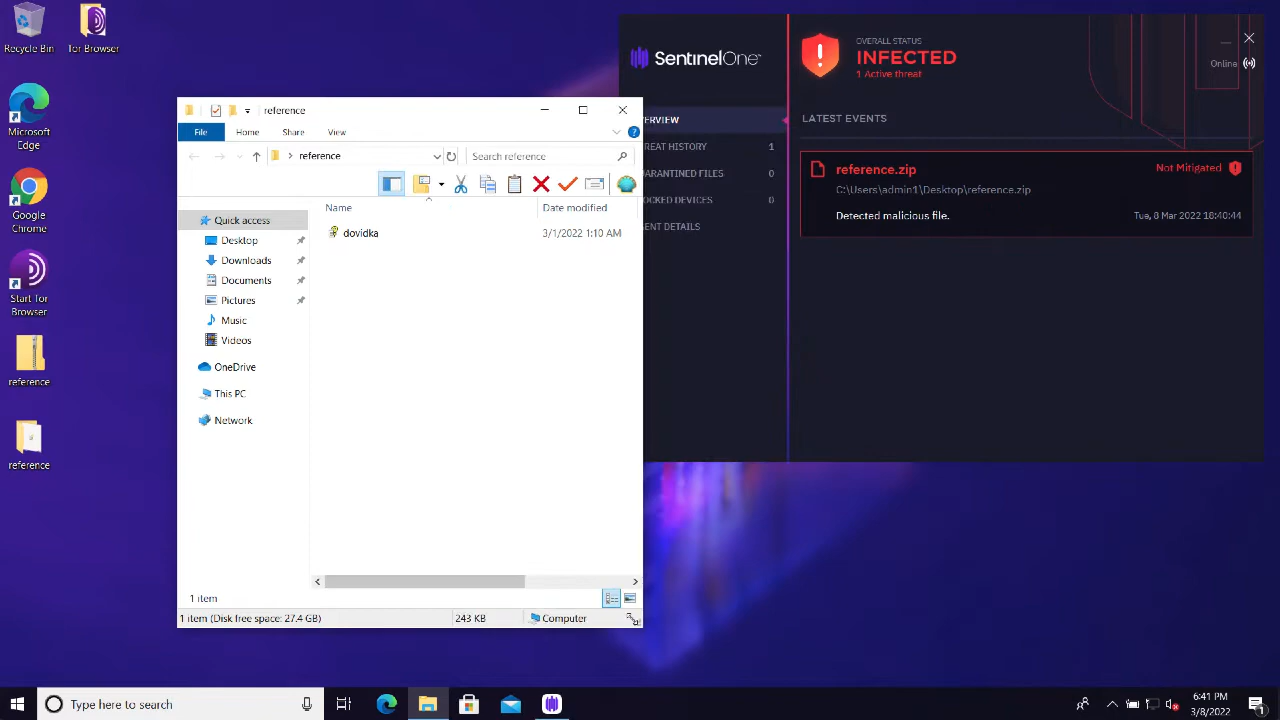 Recycle Bin
Tor Browser
Microsoft
Edge
Google
Chrome
Start Tor
Browser
reference
reference
reference
File
Home
Share
View
reference
Search reference
Name
Date modified
Quick access
Desktop
Downloads
Documents
Pictures
Music
Videos
OneDrive
This PC
Network
dovidka
3/1/2022 1:10 AM
1 item
1 item (Disk free space: 27.4 GB)
243 KB
Computer
SentinelOne
OVERALL STATUS
INFECTED
1 Active threat
Online
ERVIEW
REAT HISTORY 1
ARANTINED FILES 0
OCKED DEVICES 0
ENT DETAILS
LATEST EVENTS
reference.zip
Not Mitigated
C:\Users\admin1\Desktop\reference.zip
Detected malicious file.
Tue, 8 Mar 2022 18:40:44
Type here to search
6:41 PM
3/8/2022
1